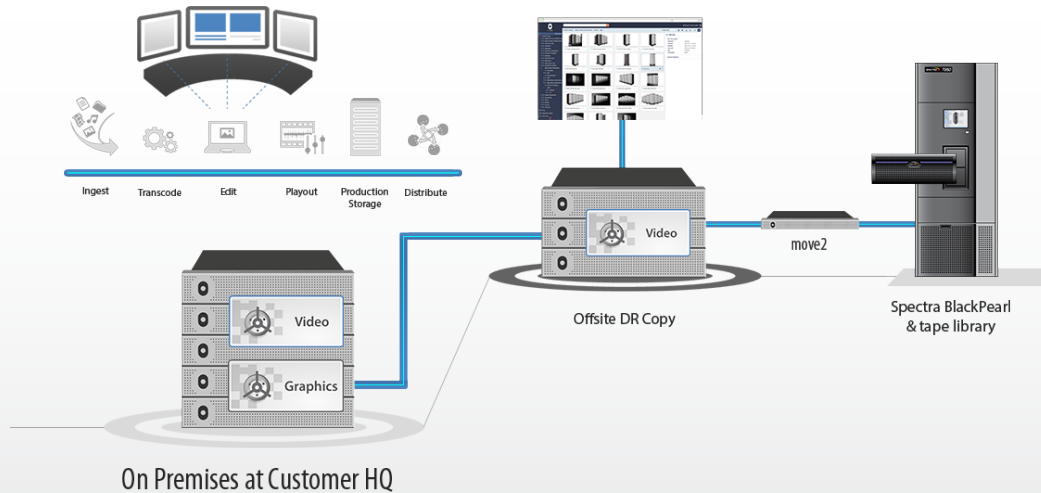 Ingest
Transcode
Edit
Playout
Production
Storage
Distribute
Video
move2
Video
Graphics
Offsite DR Copy
Spectra BlackPearl
& tape library
On Premises at Customer HQ